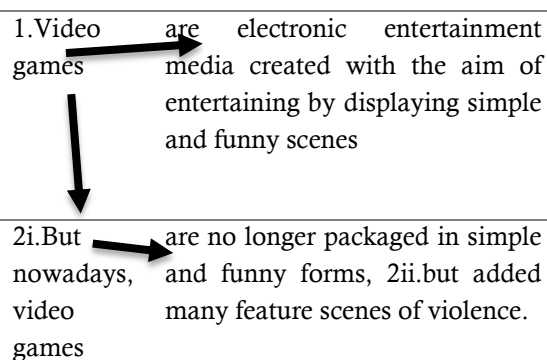 1.Video are electronic entertainment
games media created with the aim of
entertaining by displaying simple
and funny scenes
2i.But are no longer packaged in simple
nowadays, and funny forms, 2ii.but added
video many feature scenes of violence.
games